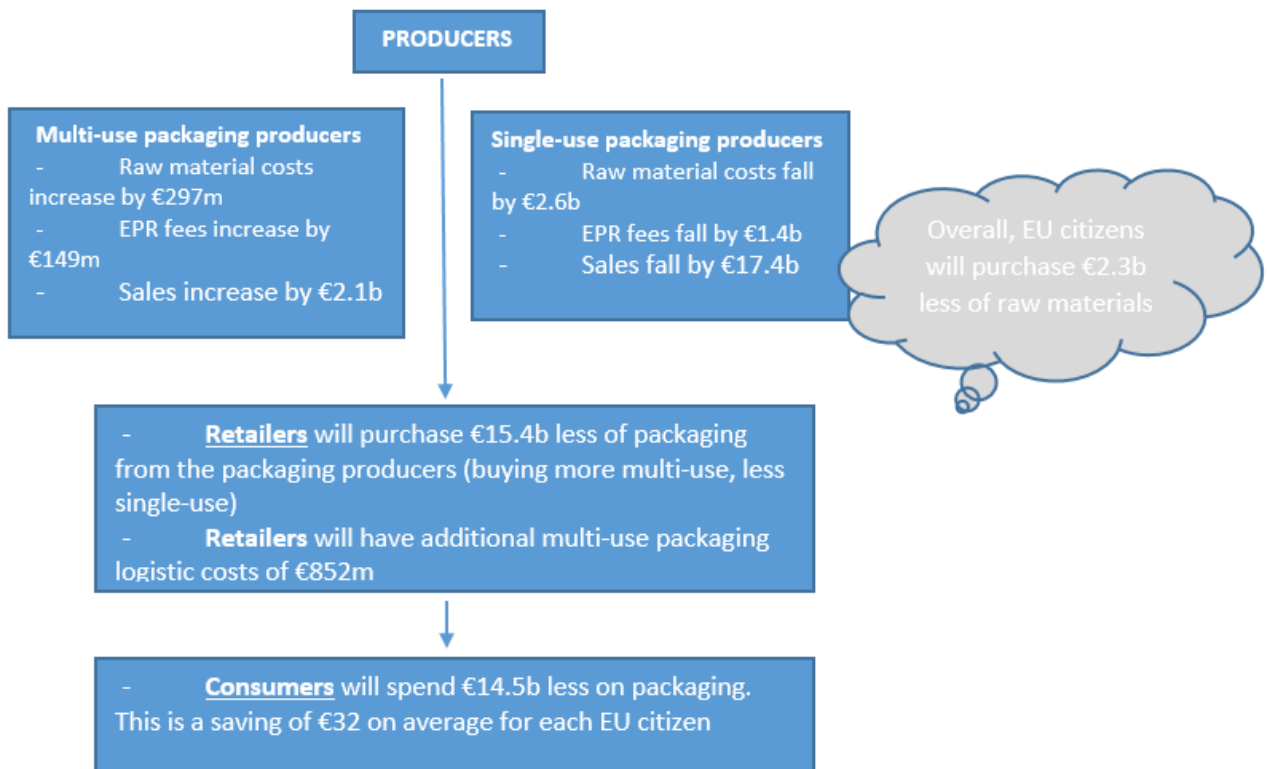 PRODUCERS
Multi-use packaging producers
- Raw material costs
increase by €297m
- EPR fees increase by
€149m
- Sales increase by €2.1b
Single-use packaging producers
- Raw material costs fall
by €2.6b
- EPR fees fall by €1.4b
- Sales fall by €17.4b
Overall, EU citizens
will purchase €2.3b
less of raw materials
- Retailers will purchase €15.4b less of packaging
from the packaging producers (buying more multi-use, less
single-use)
- Retailers will have additional multi-use packaging
logistic costs of €852m
- Consumers will spend €14.5b less on packaging.
This is a saving of €32 on average for each EU citizen